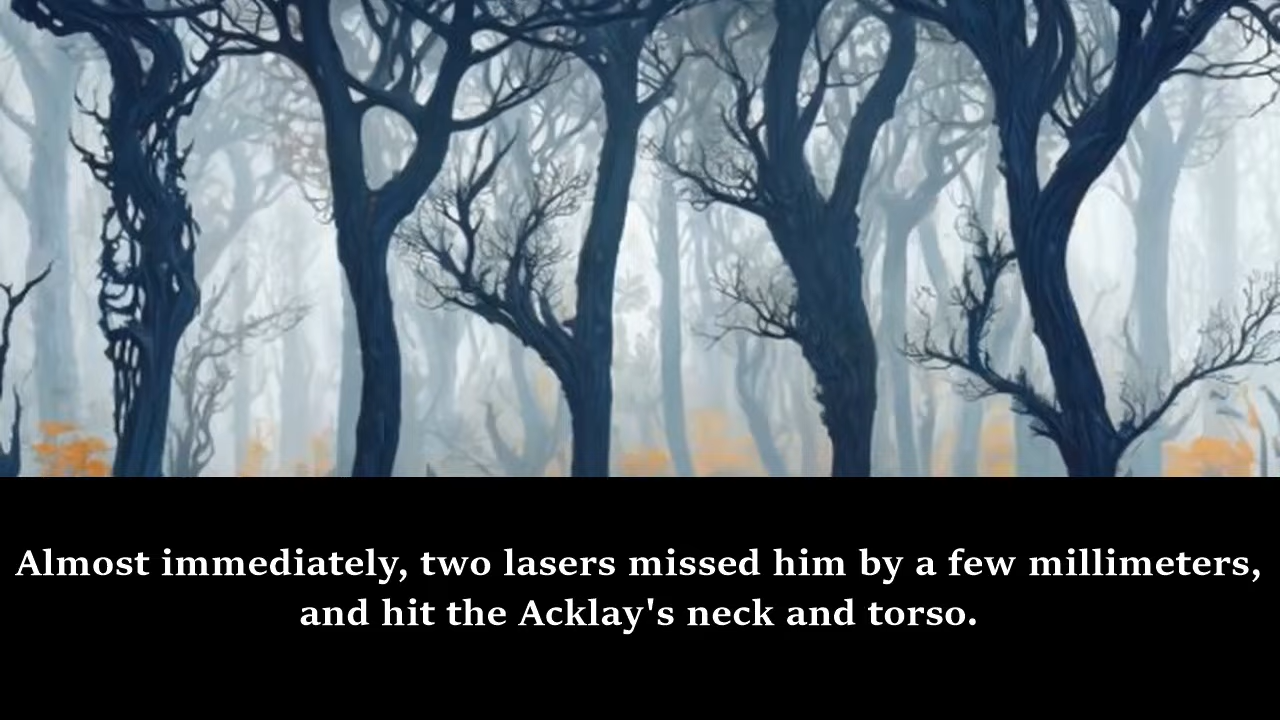 Almost immediately, two lasers missed him by a few millimeters,
and hit the Acklay's neck and torso.